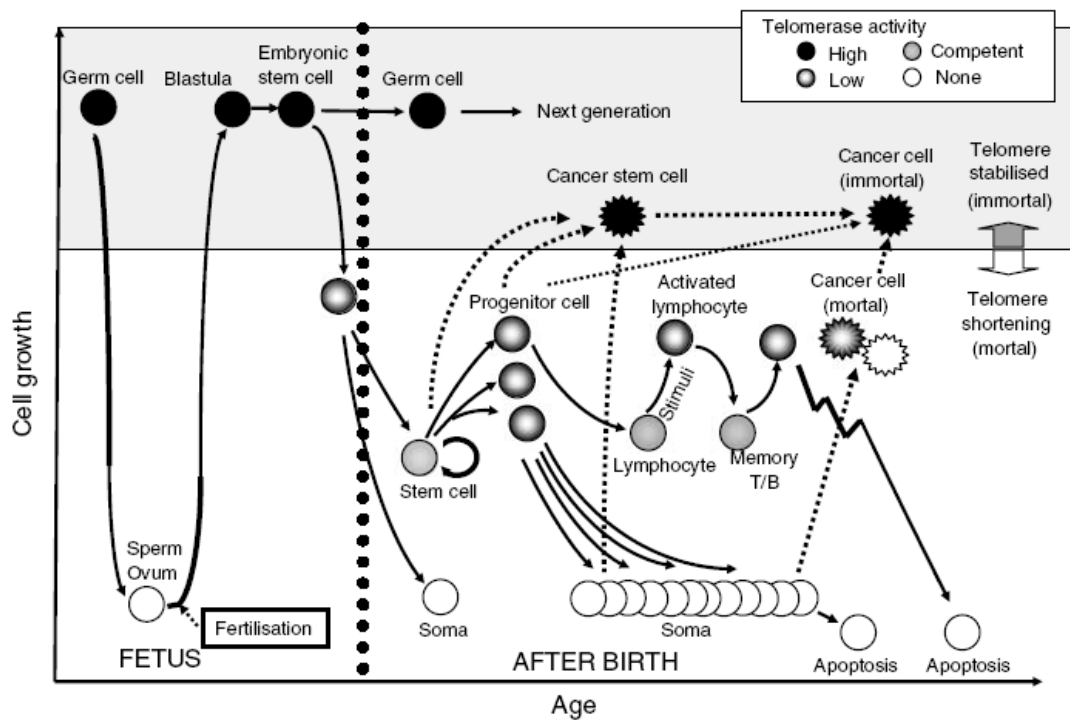 Telomerase activity
High
Competent
Low
None
Germ cell
Blastula
Embryonic
stem cell
Germ cell
Next generation
Cancer stem cell
Cancer cell
(immortal)
Telomere
stabilised
(immortal)
Progenitor cell
Activated
lymphocyte
Cancer cell
(mortal)
Telomere
shortening
(mortal)
Cell growth
Stimuli
Stem cell
Lymphocyte
Memory
T/B
Sperm
Ovum
Fertilisation
Soma
Soma
Apoptosis
Apoptosis
FETUS
AFTER BIRTH
Age